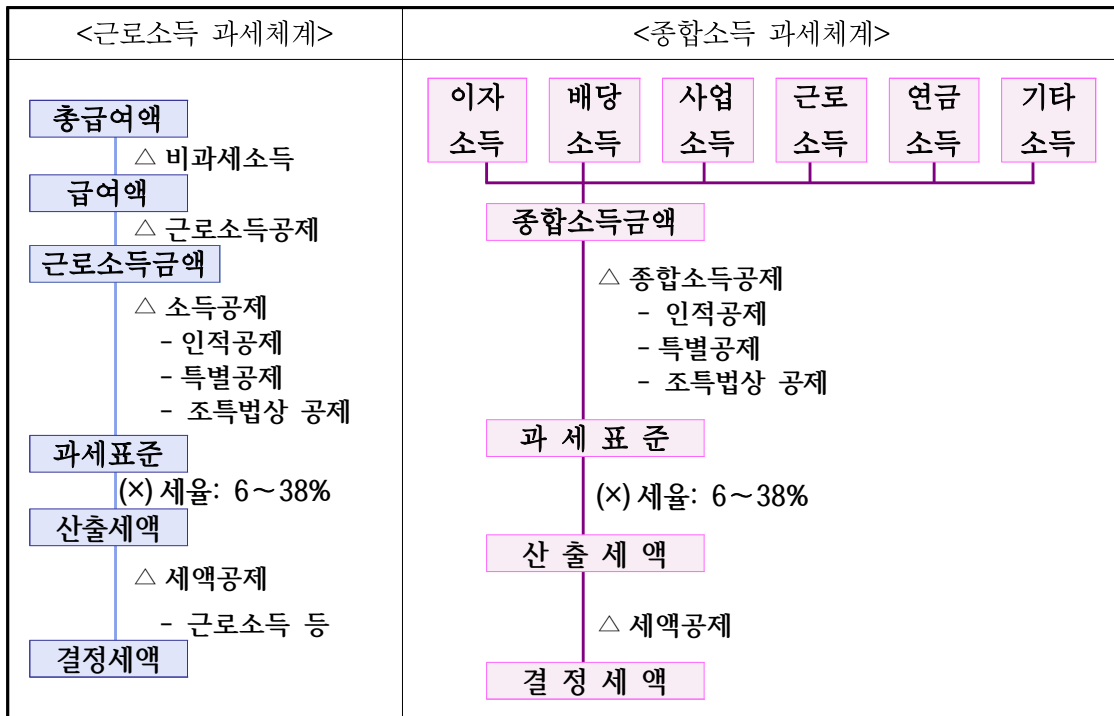 <근로소득 과세체계>
총급여액
△ 비과세소득
급여액
△ 근로소득공제
근로소득금액
△ 소득공제
- 인적공제
- 특별공제
- 조특법상 공제
과세표준
(×) 세율: 6～38%
산출세액
△ 세액공제
- 근로소득 등
결정세액
<종합소득 과세체계>
이자 배당 사업 근로 연금 기타
소득 소득 소득 소득 소득 소득
종합소득금액
△ 종합소득공제
- 인적공제
- 특별공제
- 조특법상 공제
과 세 표 준
(×) 세율: 6～38%
산 출 세 액
△ 세액공제
결 정 세 액